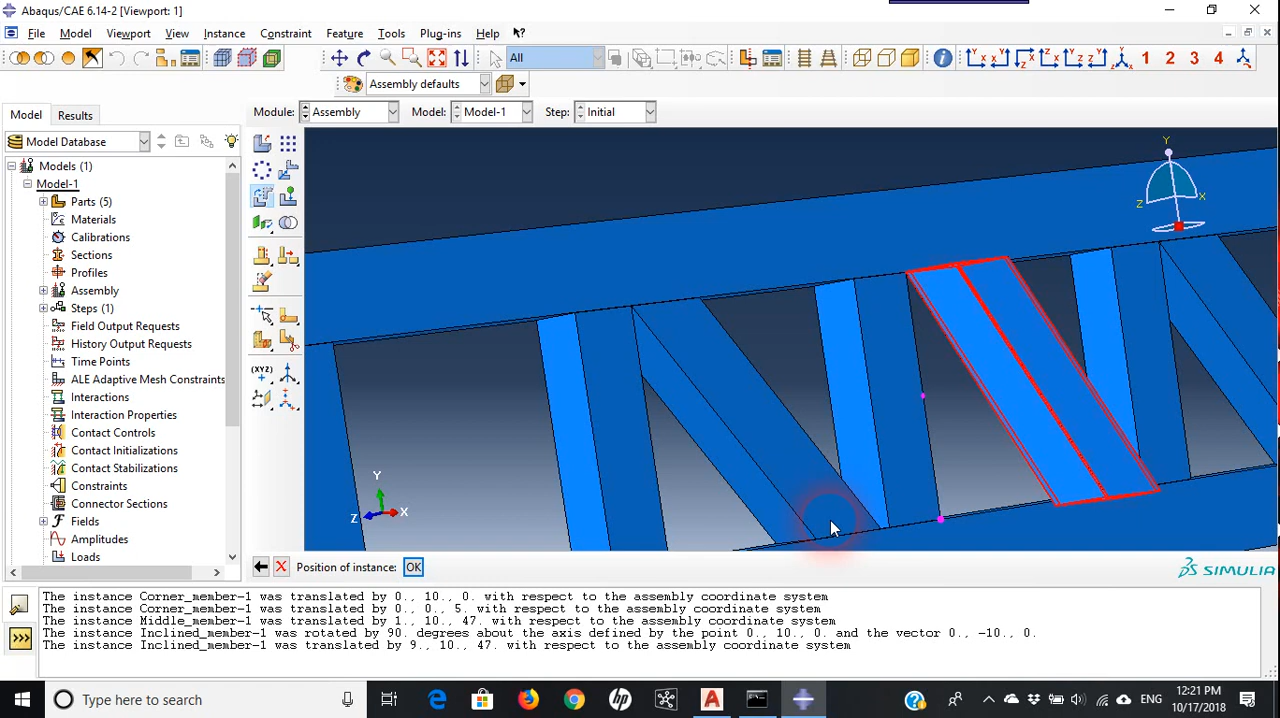 Abaqus/CAE 6.14-2 [Viewport: 1]
File Model Viewport View Instance Constraint Feature Tools Plug-ins Help
All
1 2 3 4
Assembly defaults
Model Results
Module: Assembly Model: Model-1 Step: Initial
Model Database
Models (1)
Model-1
Parts (5)
Materials
Calibrations
Sections
Profiles
Assembly
Steps (1)
Field Output Requests
History Output Requests
Time Points
ALE Adaptive Mesh Constraints
Interactions
Interaction Properties
Contact Controls
Contact Initializations
Contact Stabilizations
Constraints
Connector Sections
Fields
Amplitudes
Loads
(XYZ)
Y
Z X
Y
Z X
Position of instance: OK
SIMULIA
The instance Corner_member-1 was translated by 0., 10., 0. with respect to the assembly coordinate system
The instance Corner_member-1 was translated by 0., 0., 5. with respect to the assembly coordinate system
The instance Middle_member-1 was translated by 1., 10., 47. with respect to the assembly coordinate system
The instance Inclined_member-1 was rotated by 90. degrees about the axis defined by the point 0., 10., 0. and the vector 0., -10., 0.
The instance Inclined_member-1 was translated by 9., 10., 47. with respect to the assembly coordinate system
>>>
Type here to search
hp
ENG
12:21 PM
10/17/2018